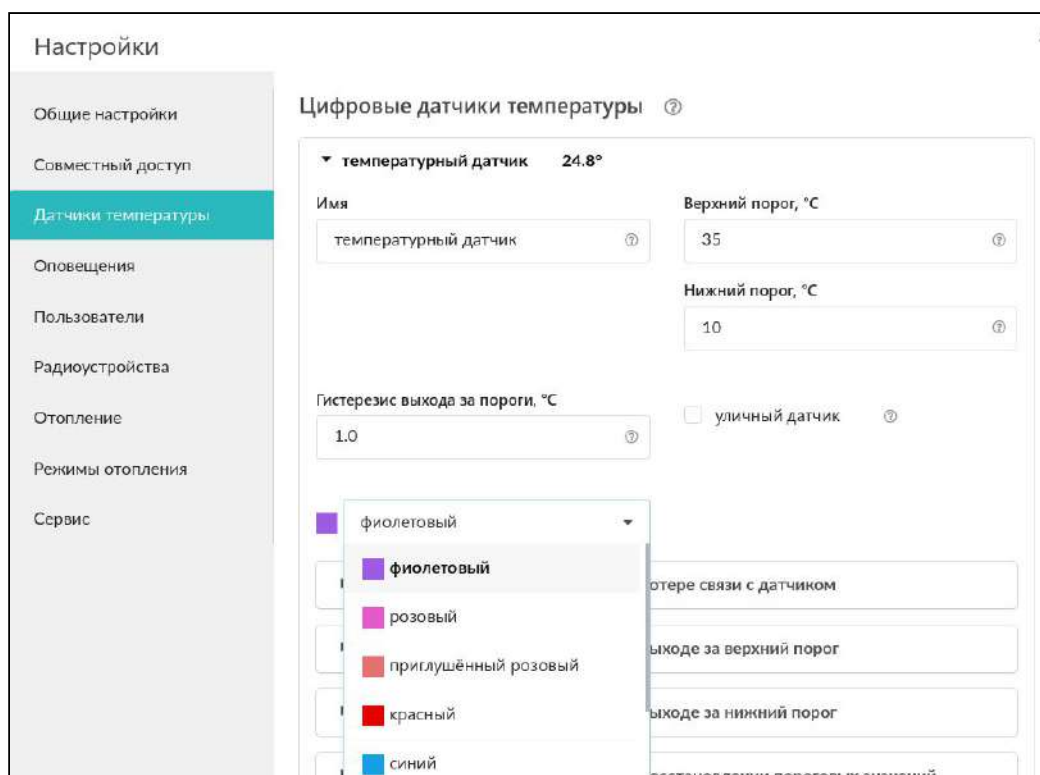 Настройки
Общие настройки
Совместный доступ
Датчики температуры
Оповещения
Пользователи
Радиоустройства
Отопление
Режимы отопления
Сервис
Цифровые датчики температуры
температурный датчик 24.8°
Имя
температурный датчик
Верхний порог, °C
35
Нижний порог, °C
10
Гистерезис выхода за пороги, °C
1.0
уличный датчик
фиолетовый
фиолетовый
розовый
приглушённый розовый
красный
синий
отере связи с датчиком
ыходе за верхний порог
ыходе за нижний порог